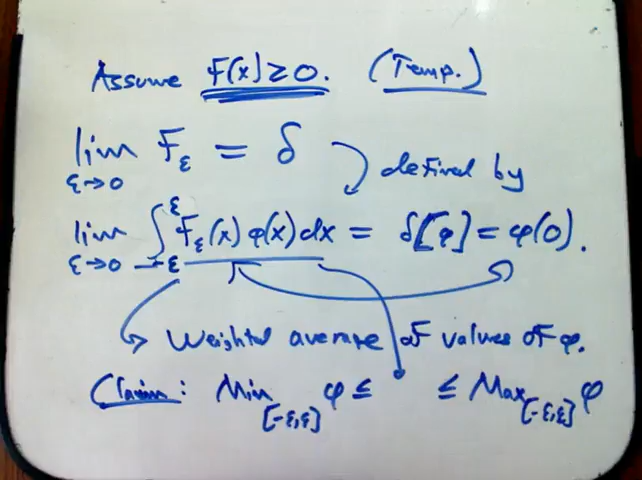 Assume F(x) ≥ 0. (Temp.)
lim ε→0 F_ε = δ defined by
lim ε→0 ∫_{-ε}^{ε} F_ε(x) φ(x) dx = δ[φ] = φ(0).
Weighted average of values of φ.
Claim: Min_{[-ε,ε]} φ ≤ ≤ Max_{[-ε,ε]} φ